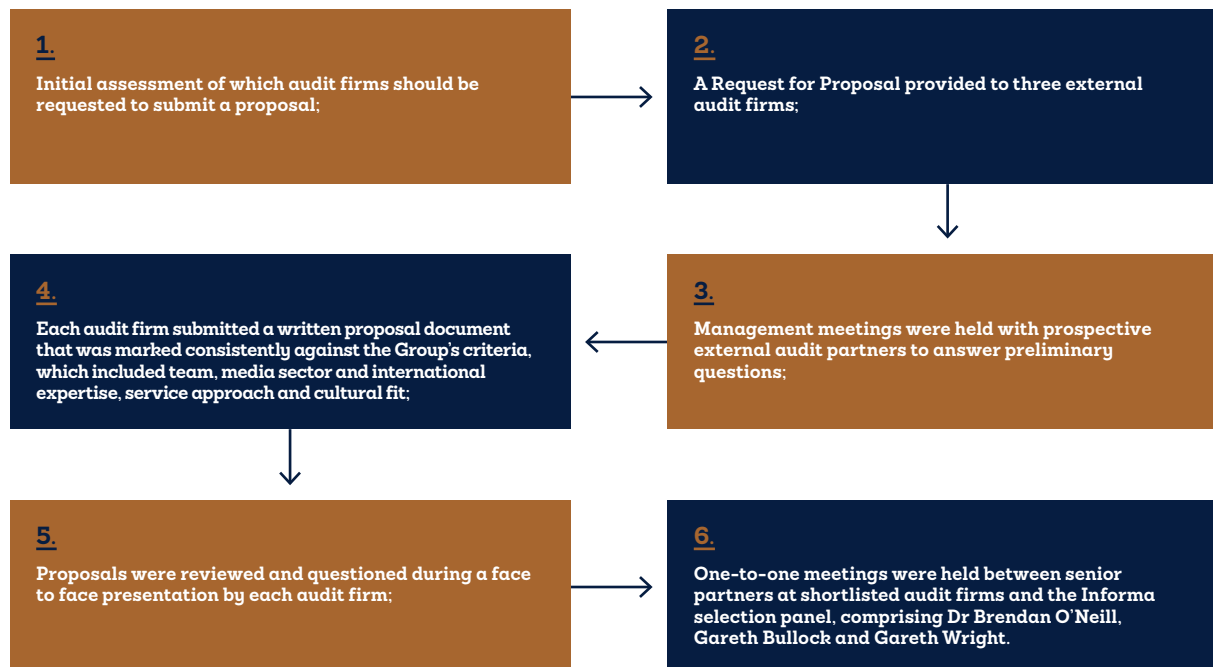 1.
Initial assessment of which audit firms should be
requested to submit a proposal;
2.
A Request for Proposal provided to three external
audit firms;
3.
Management meetings were held with prospective
external audit partners to answer preliminary
questions;
4.
Each audit firm submitted a written proposal document
that was marked consistently against the Group’s criteria,
which included team, media sector and international
expertise, service approach and cultural fit;
5.
Proposals were reviewed and questioned during a face
to face presentation by each audit firm;
6.
One-to-one meetings were held between senior
partners at shortlisted audit firms and the Informa
selection panel, comprising Dr Brendan O’Neill,
Gareth Bullock and Gareth Wright.